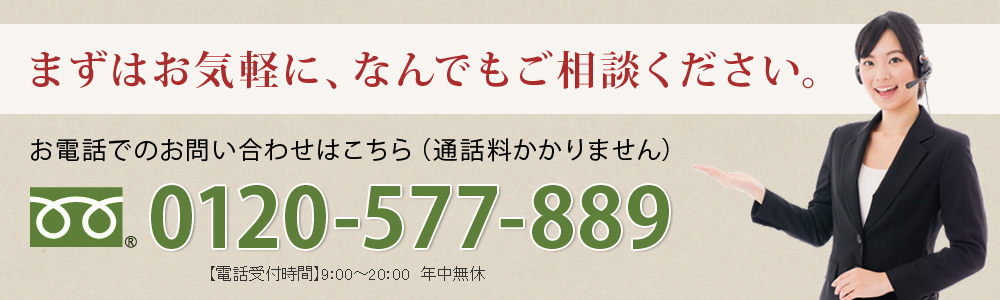 まずはお気軽に、なんでもご相談ください。
お電話でのお問い合わせはこちら（通話料かかりません）
® 0120-577-889
【電話受付時間】9:00～20:00 年中無休